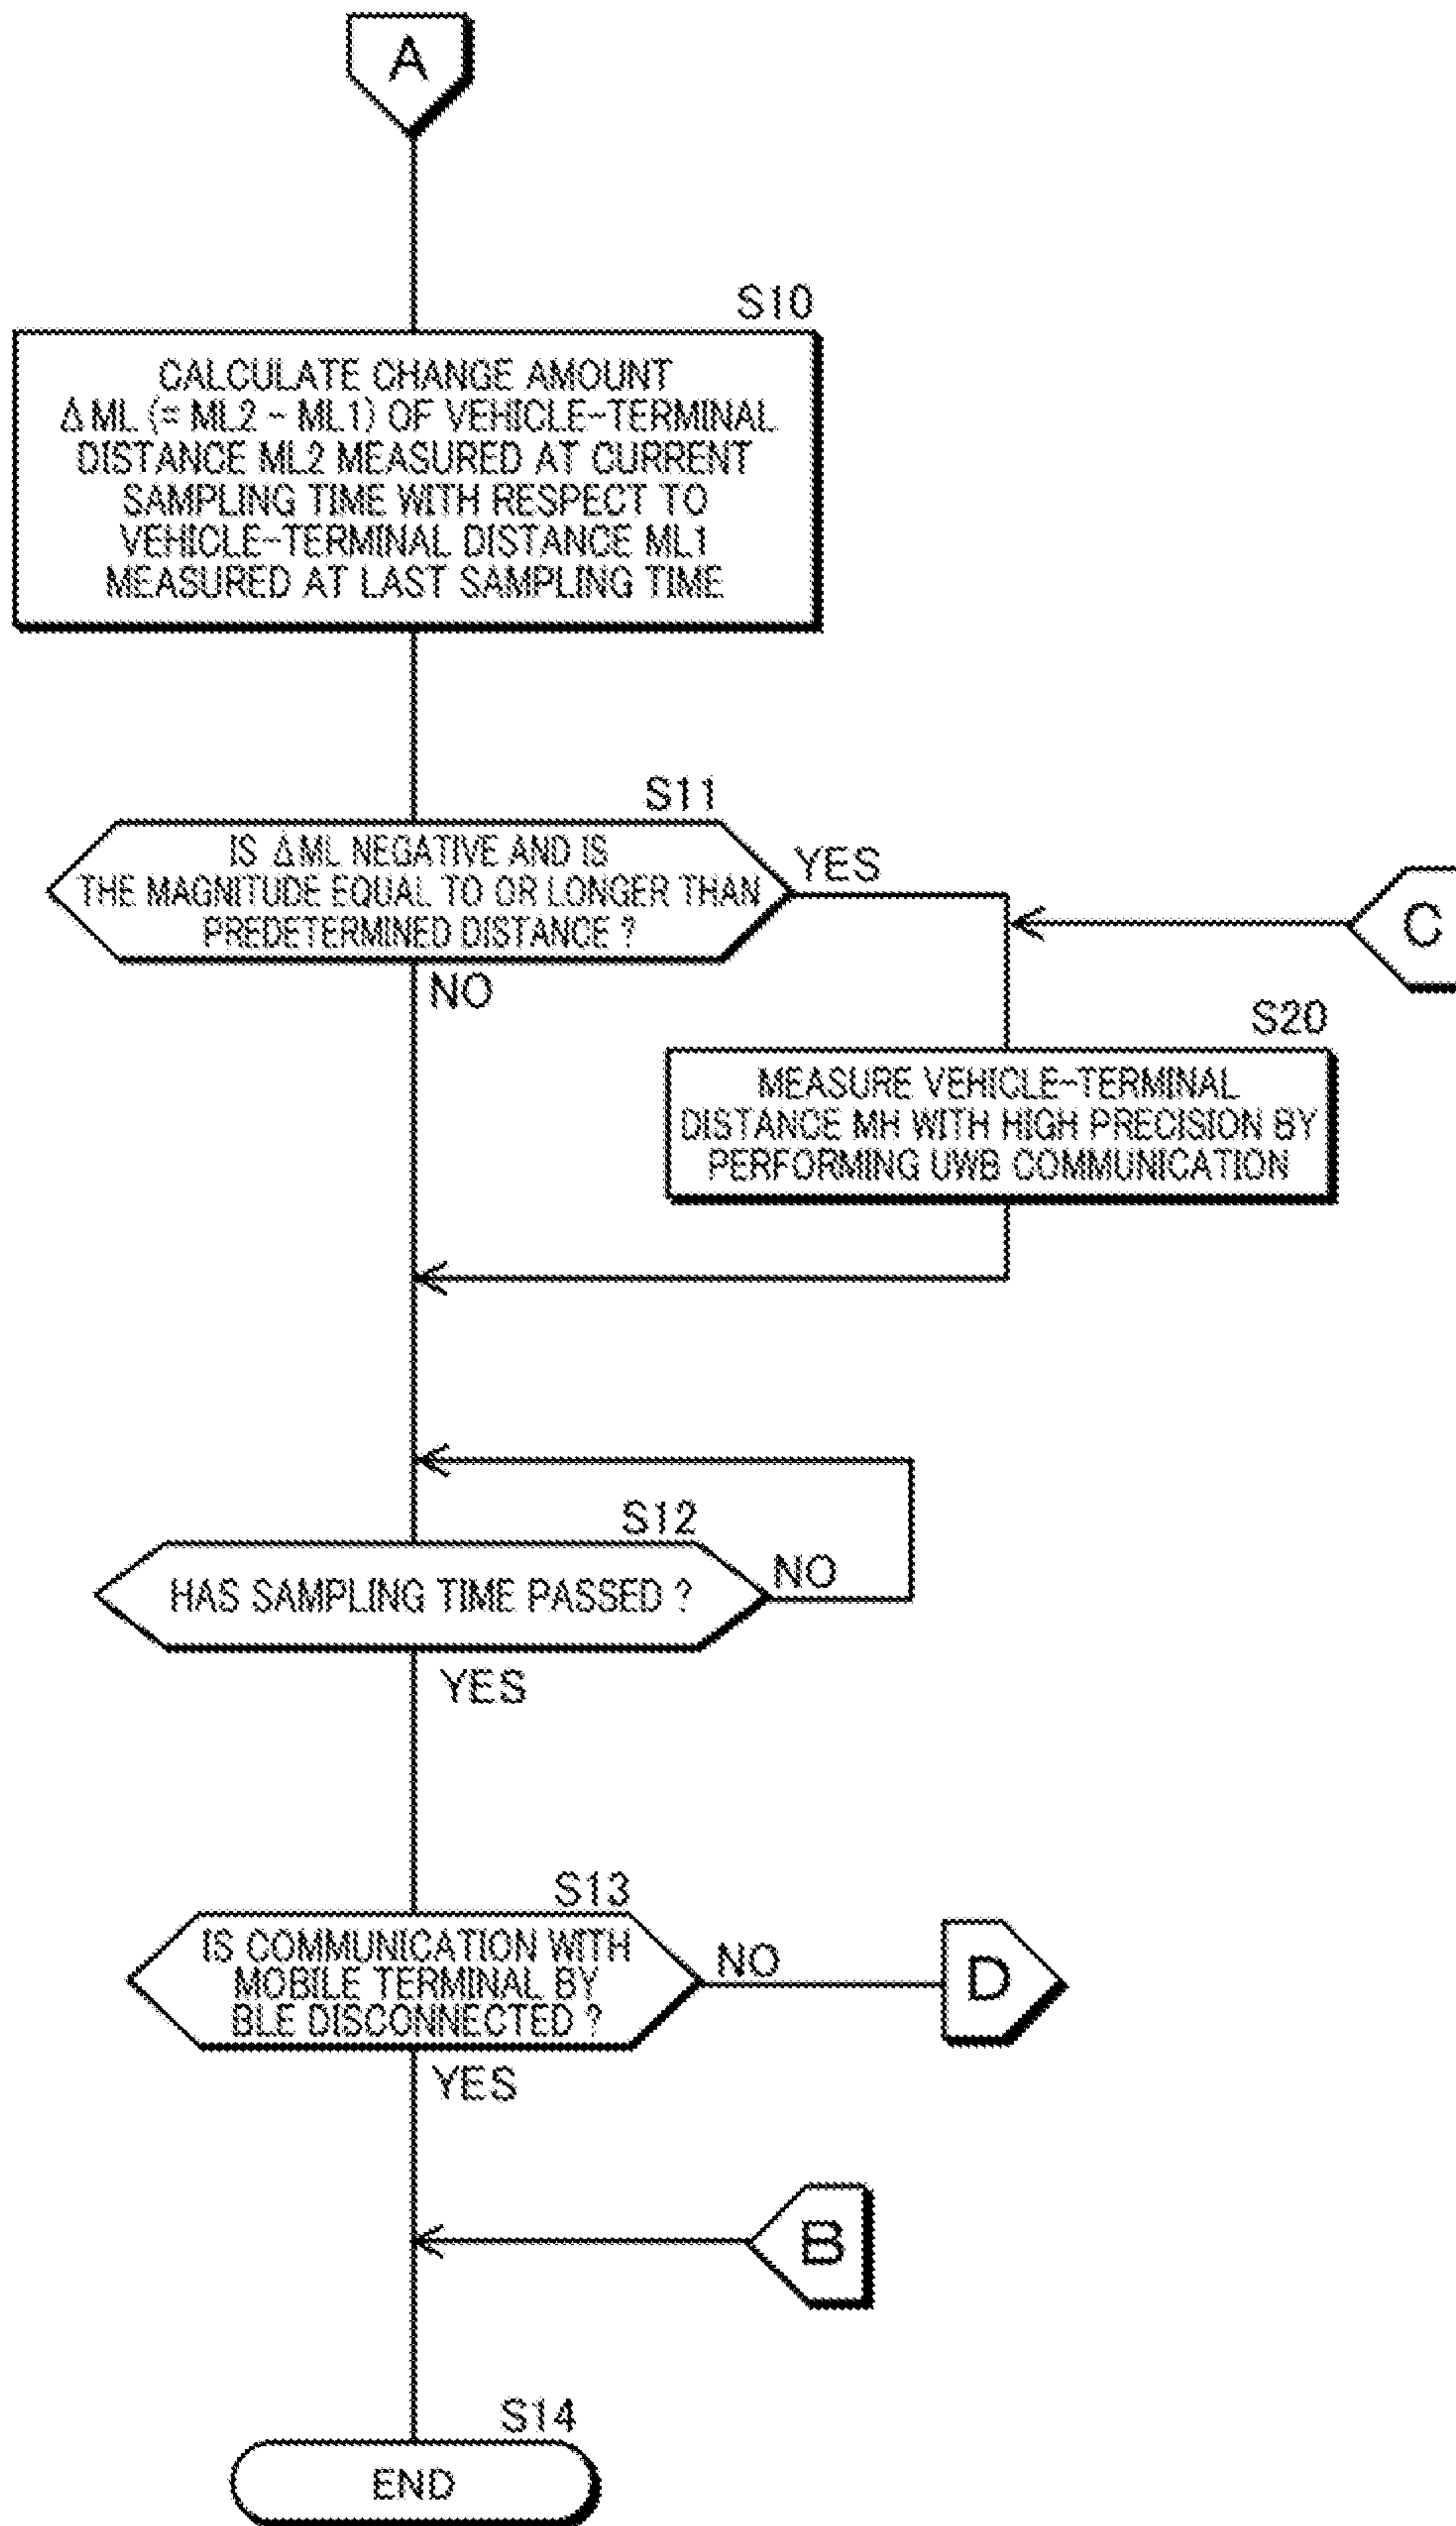 A
S10
CALCULATE CHANGE AMOUNT
ΔML (= ML2 - ML1) OF VEHICLE-TERMINAL
DISTANCE ML2 MEASURED AT CURRENT
SAMPLING TIME WITH RESPECT TO
VEHICLE-TERMINAL DISTANCE ML1
MEASURED AT LAST SAMPLING TIME
S11
IS ΔML NEGATIVE AND IS
THE MAGNITUDE EQUAL TO OR LONGER THAN
PREDETERMINED DISTANCE ?
YES
NO
C
S20
MEASURE VEHICLE-TERMINAL
DISTANCE MH WITH HIGH PRECISION BY
PERFORMING UWB COMMUNICATION
S12
HAS SAMPLING TIME PASSED ?
NO
YES
S13
IS COMMUNICATION WITH
MOBILE TERMINAL BY
BLE DISCONNECTED ?
NO
D
YES
B
S14
END